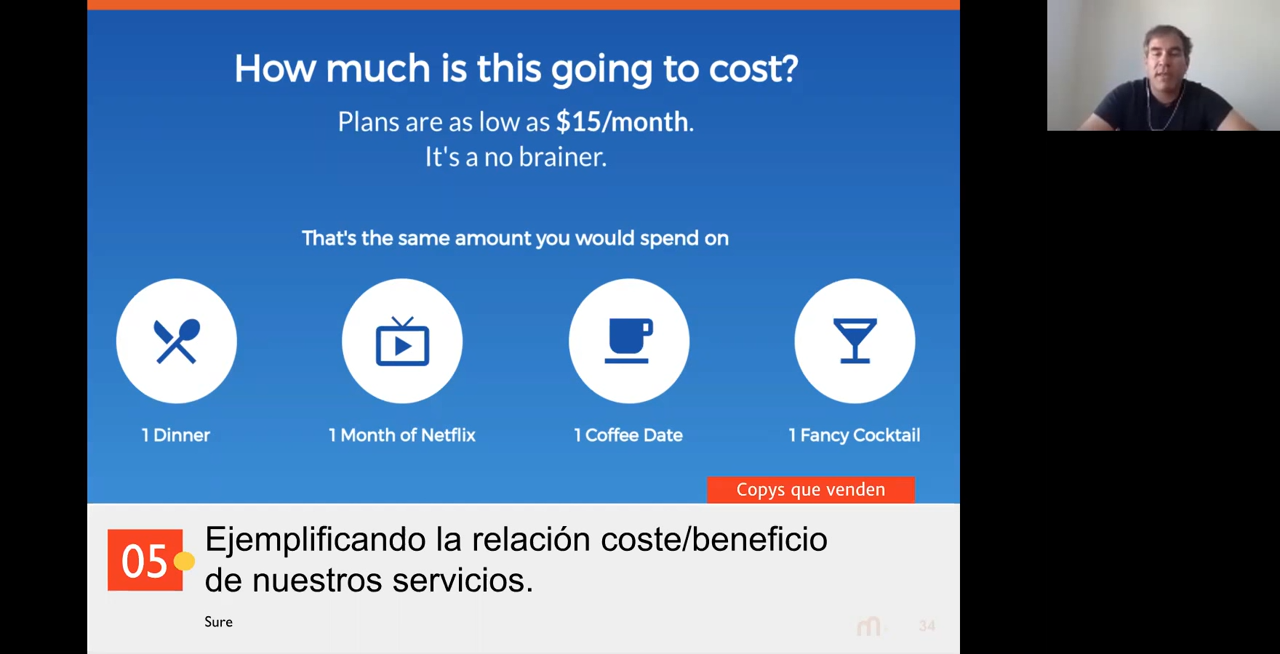 How much is this going to cost?
Plans are as low as $15/month.
It's a no brainer.
That's the same amount you would spend on
1 Dinner
1 Month of Netflix
1 Coffee Date
1 Fancy Cocktail
Copys que venden
05
Ejemplificando la relación coste/beneficio
de nuestros servicios.
Sure
m
34